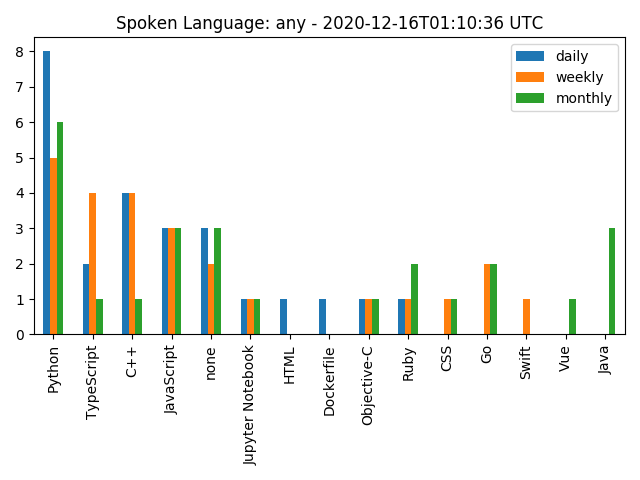 Spoken Language: any - 2020-12-16T01:10:36 UTC
daily
weekly
monthly
8
7
6
5
4
3
2
1
0
Python
TypeScript
C++
JavaScript
none
Jupyter Notebook
HTML
Dockerfile
Objective-C
Ruby
CSS
Go
Swift
Vue
Java